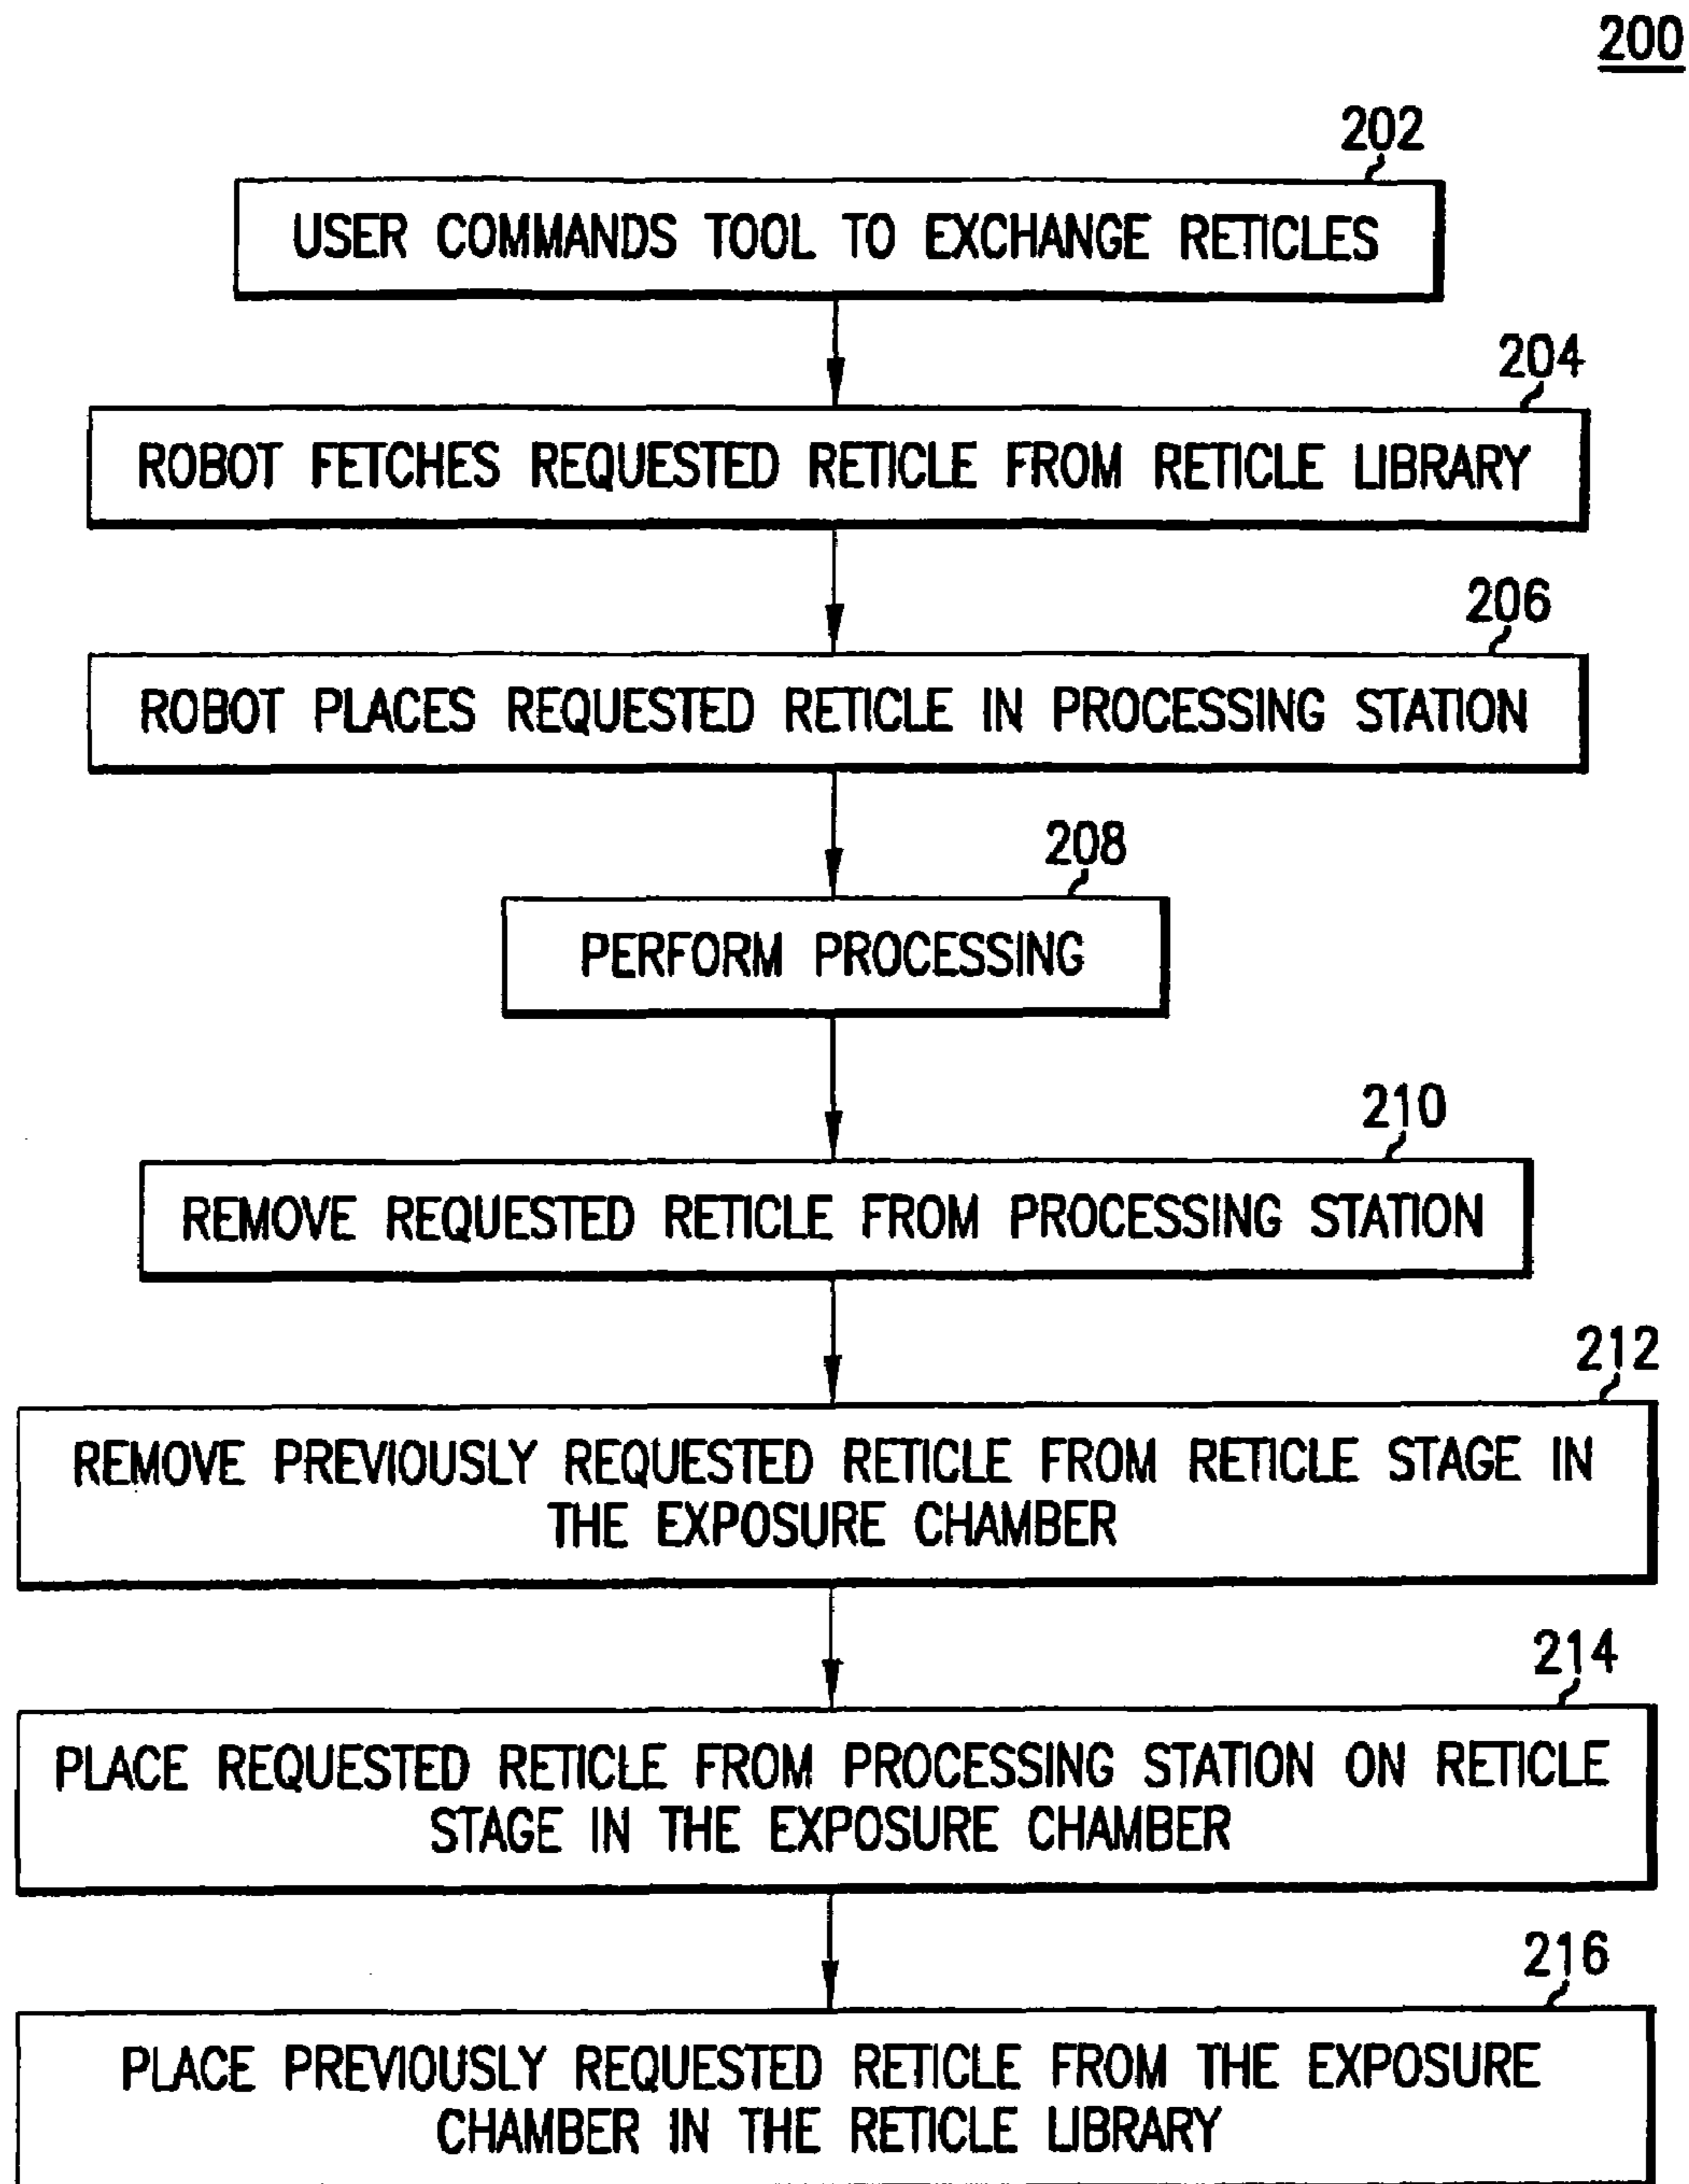 200
202
USER COMMANDS TOOL TO EXCHANGE RETICLES
204
ROBOT FETCHES REQUESTED RETICLE FROM RETICLE LIBRARY
206
ROBOT PLACES REQUESTED RETICLE IN PROCESSING STATION
208
PERFORM PROCESSING
210
REMOVE REQUESTED RETICLE FROM PROCESSING STATION
212
REMOVE PREVIOUSLY REQUESTED RETICLE FROM RETICLE STAGE IN
THE EXPOSURE CHAMBER
214
PLACE REQUESTED RETICLE FROM PROCESSING STATION ON RETICLE
STAGE IN THE EXPOSURE CHAMBER
216
PLACE PREVIOUSLY REQUESTED RETICLE FROM THE EXPOSURE
CHAMBER IN THE RETICLE LIBRARY